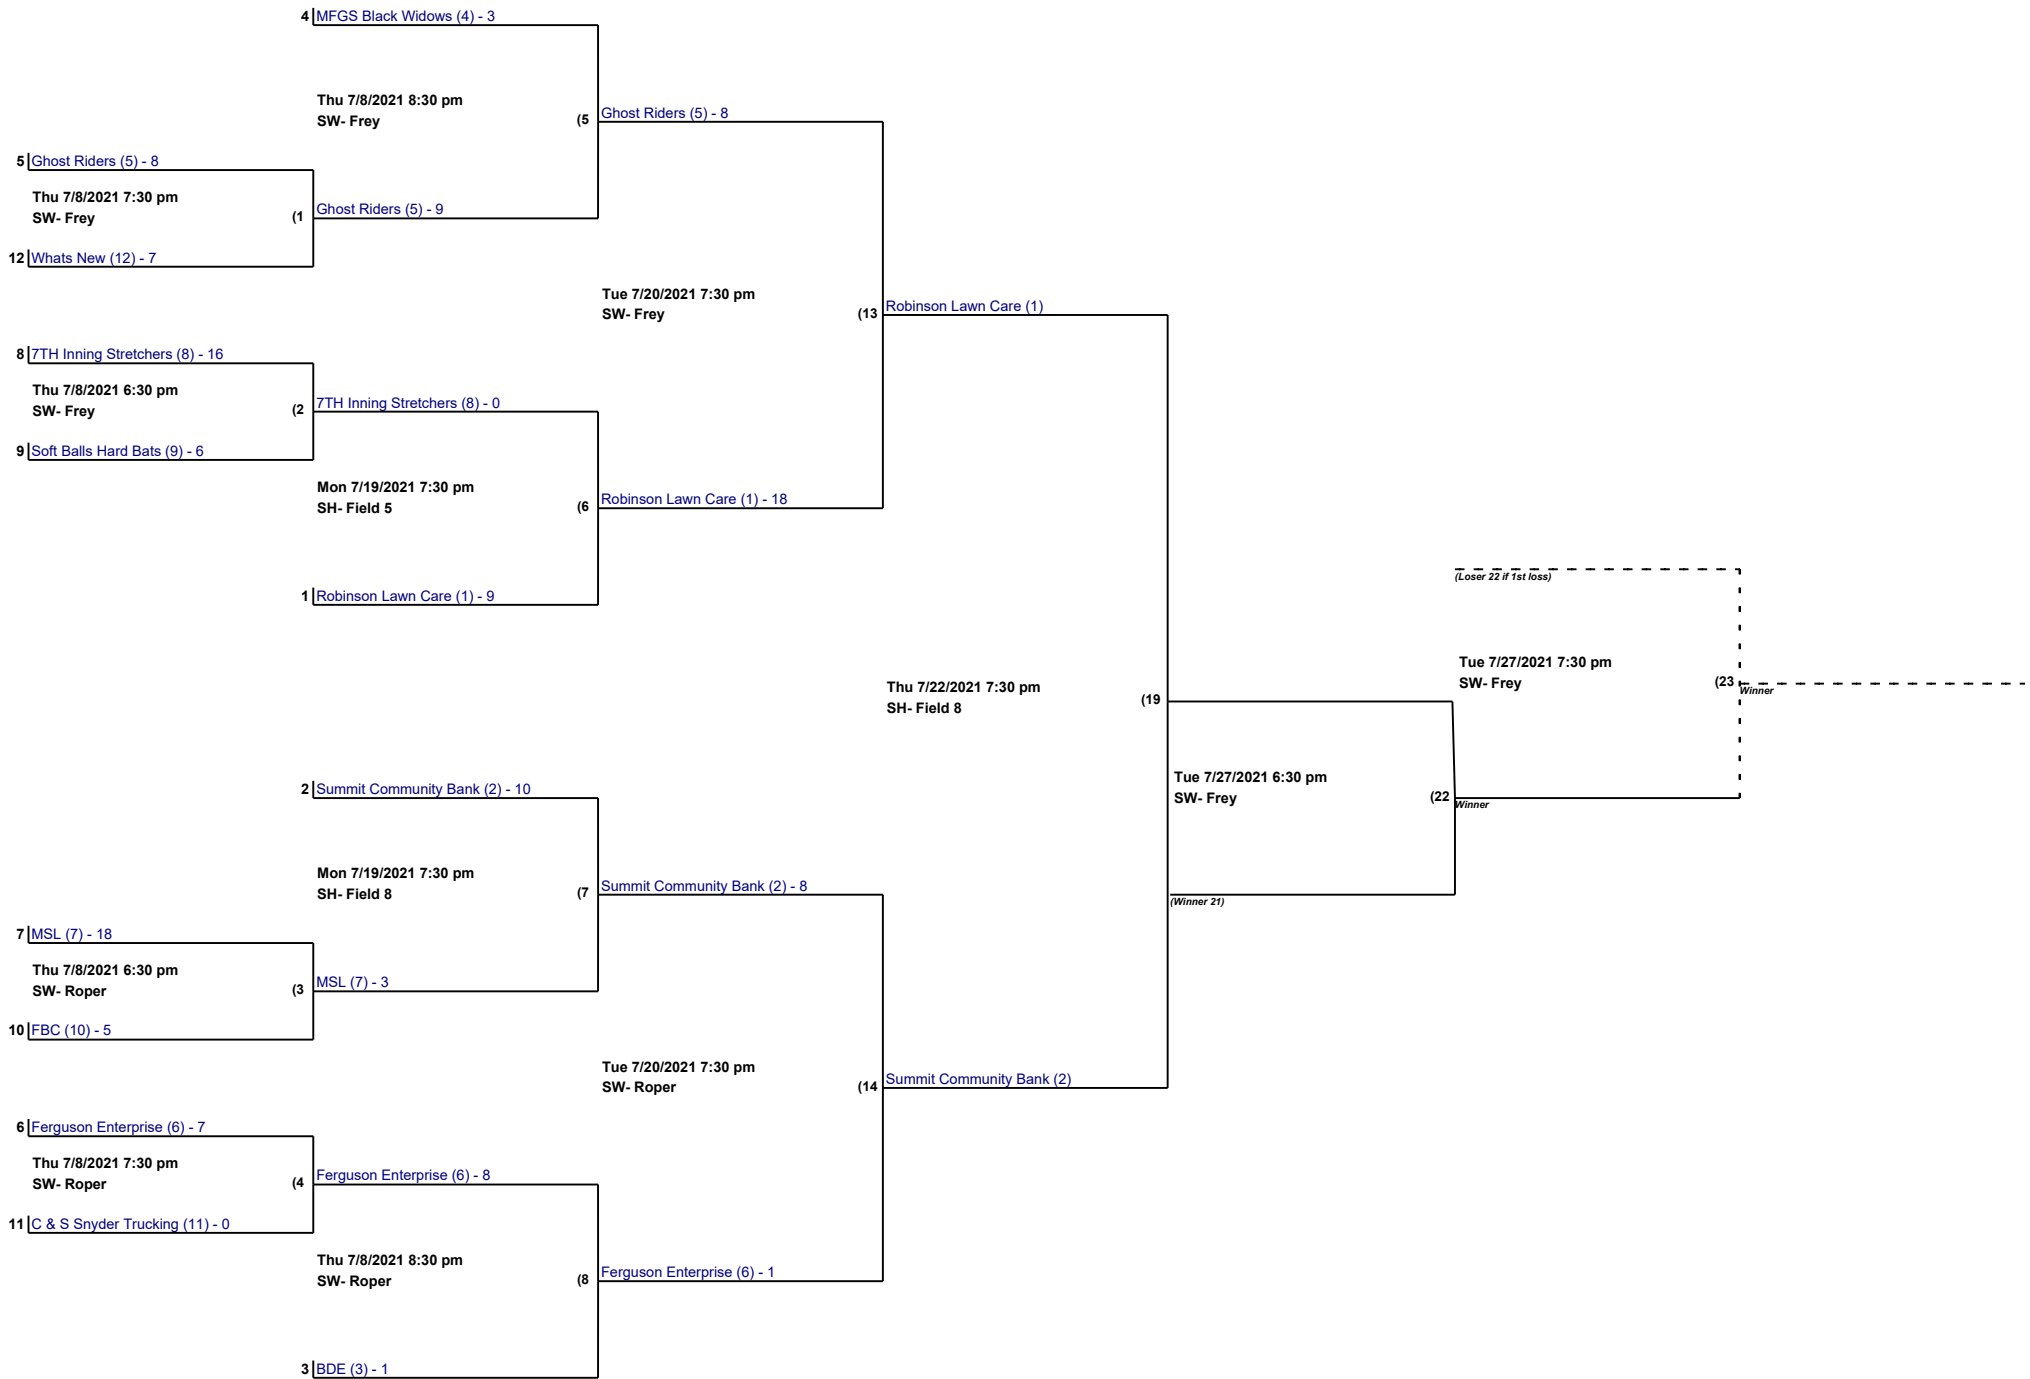 4 MFGS Black Widows (4) - 3
Thu 7/8/2021 8:30 pm
SW- Frey
(5
Ghost Riders (5) - 8
5 Ghost Riders (5) - 8
Thu 7/8/2021 7:30 pm
SW- Frey
(1
Ghost Riders (5) - 9
12 Whats New (12) - 7
Tue 7/20/2021 7:30 pm
SW- Frey
(13
Robinson Lawn Care (1)
8 7TH Inning Stretchers (8) - 16
Thu 7/8/2021 6:30 pm
SW- Frey
(2
7TH Inning Stretchers (8) - 0
9 Soft Balls Hard Bats (9) - 6
Mon 7/19/2021 7:30 pm
SH- Field 5
(6
Robinson Lawn Care (1) - 18
1 Robinson Lawn Care (1) - 9
(Loser 22 if 1st loss)
Tue 7/27/2021 7:30 pm
SW- Frey
(23
Winner
Thu 7/22/2021 7:30 pm
SH- Field 8
(19
Tue 7/27/2021 6:30 pm
SW- Frey
(22
Winner
(Winner 21)
2 Summit Community Bank (2) - 10
Mon 7/19/2021 7:30 pm
SH- Field 8
(7
Summit Community Bank (2) - 8
7 MSL (7) - 18
Thu 7/8/2021 6:30 pm
SW- Roper
(3
MSL (7) - 3
10 FBC (10) - 5
Tue 7/20/2021 7:30 pm
SW- Roper
(14
Summit Community Bank (2)
6 Ferguson Enterprise (6) - 7
Thu 7/8/2021 7:30 pm
SW- Roper
(4
Ferguson Enterprise (6) - 8
11 C & S Snyder Trucking (11) - 0
Thu 7/8/2021 8:30 pm
SW- Roper
(8
Ferguson Enterprise (6) - 1
3 BDE (3) - 1